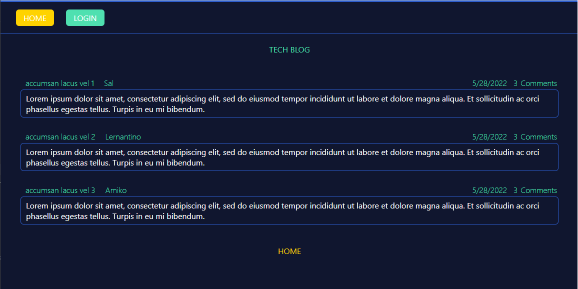 HOME LOGIN
TECH BLOG
accumsan lacus vel 1 Sal 5/28/2022 3 Comments
Lorem ipsum dolor sit amet, consectetur adipiscing elit, sed do eiusmod tempor incididunt ut labore et dolore magna aliqua. Et sollicitudin ac orci
phasellus egestas tellus. Turpis in eu mi bibendum.
accumsan lacus vel 2 Lernantino 5/28/2022 3 Comments
Lorem ipsum dolor sit amet, consectetur adipiscing elit, sed do eiusmod tempor incididunt ut labore et dolore magna aliqua. Et sollicitudin ac orci
phasellus egestas tellus. Turpis in eu mi bibendum.
accumsan lacus vel 3 Amiko 5/28/2022 3 Comments
Lorem ipsum dolor sit amet, consectetur adipiscing elit, sed do eiusmod tempor incididunt ut labore et dolore magna aliqua. Et sollicitudin ac orci
phasellus egestas tellus. Turpis in eu mi bibendum.
HOME